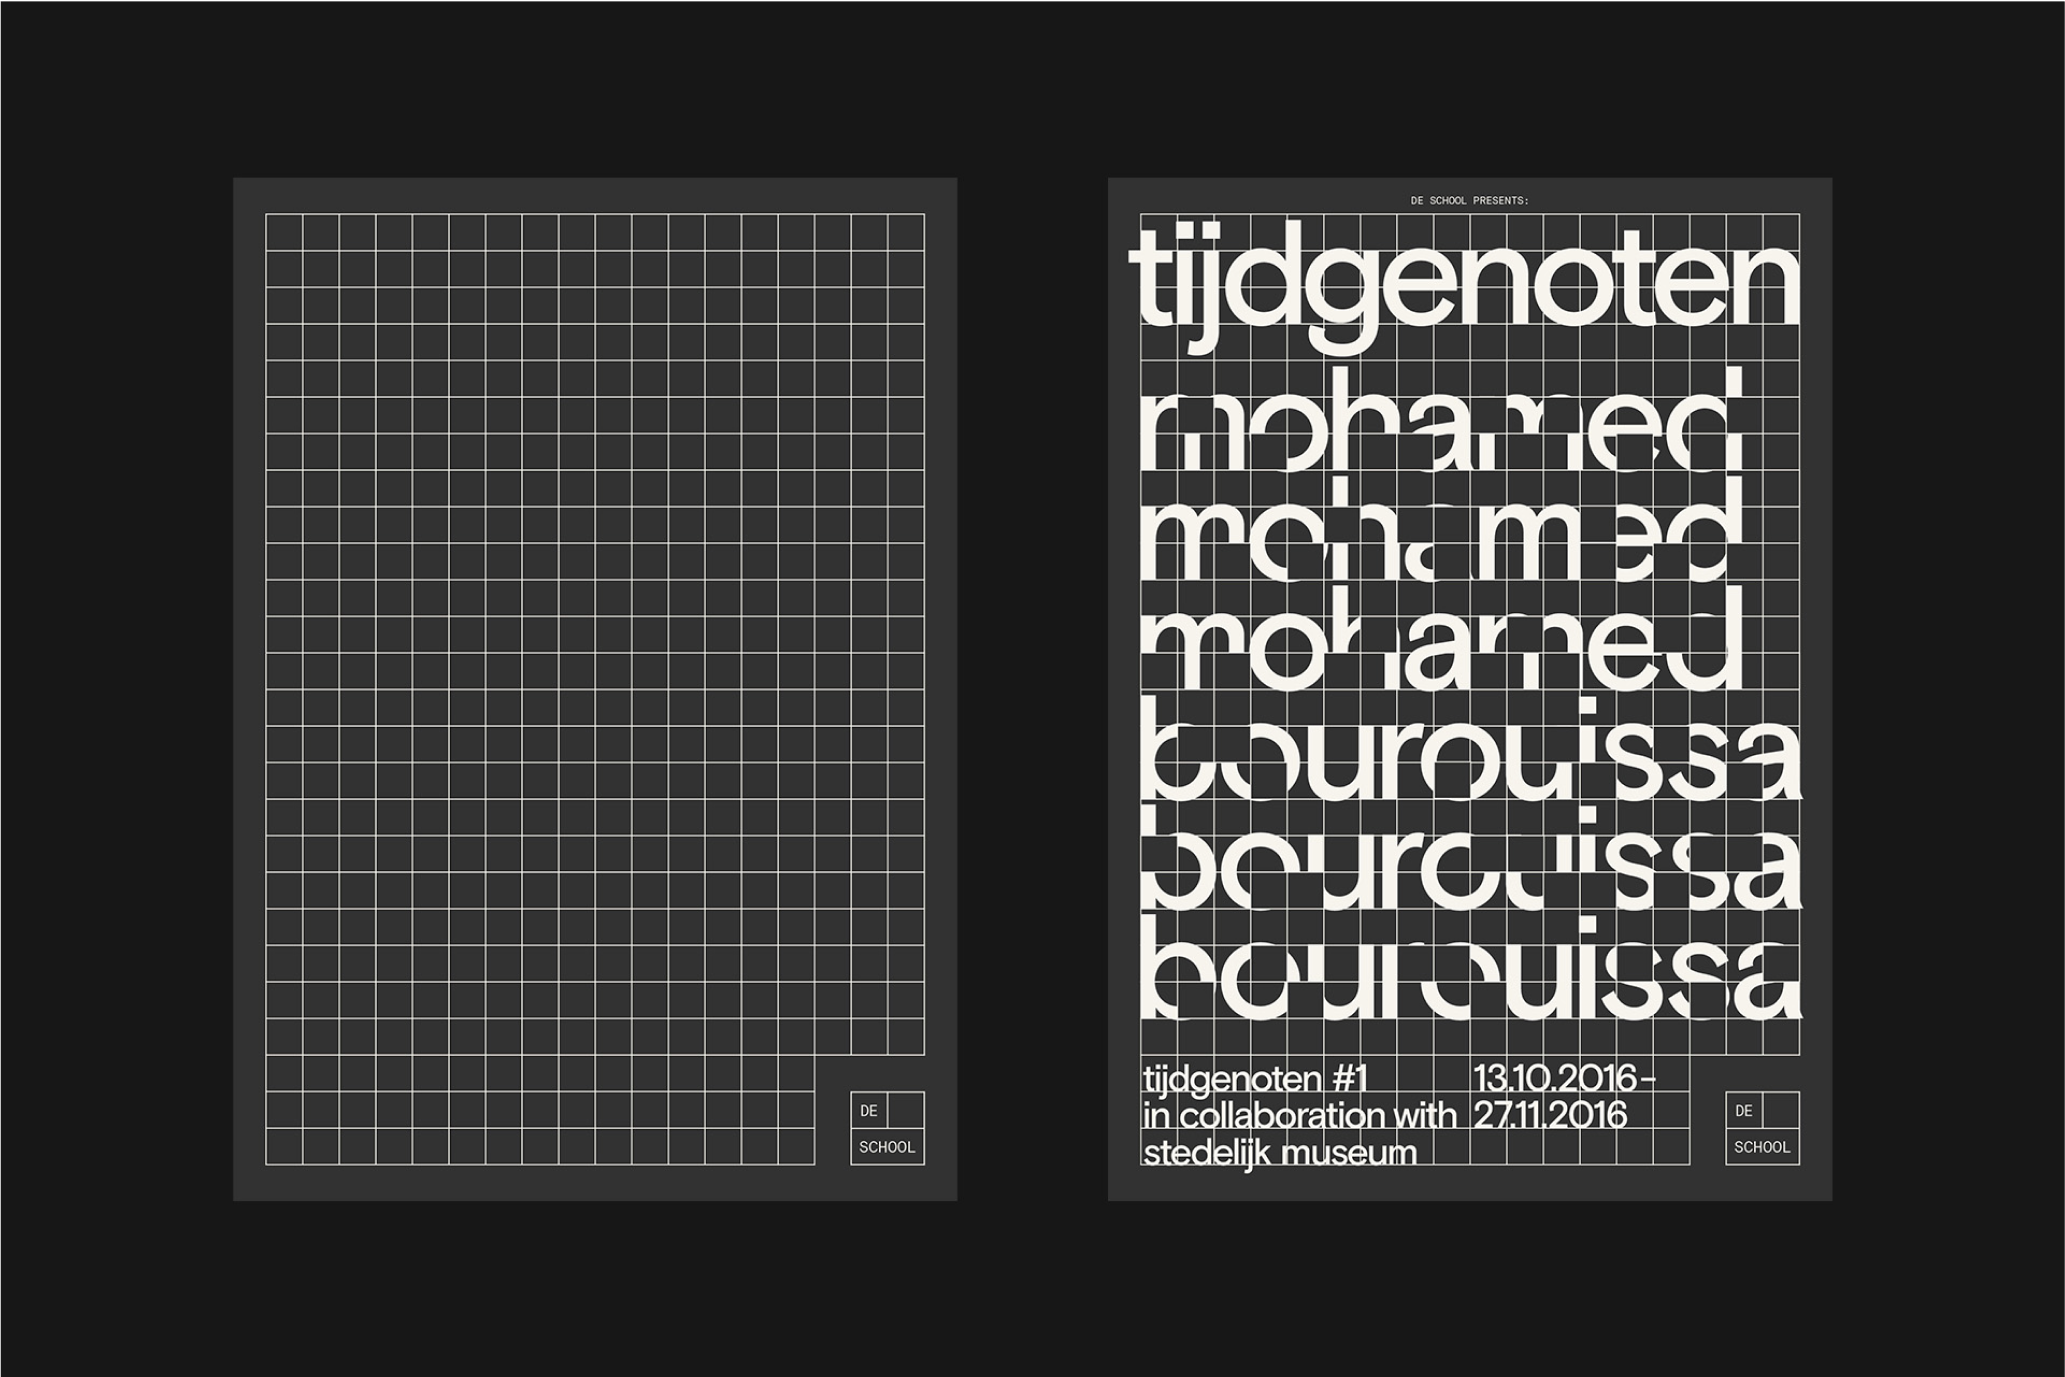 DE
SCHOOL
DE SCHOOL PRESENTS:
tijdgenoten
mohamed
mohamed
mohamed
bourouissa
bourouissa
bourouissa
tijdgenoten #1
in collaboration with
stedelijk museum
13.10.2016–
27.11.2016
DE
SCHOOL